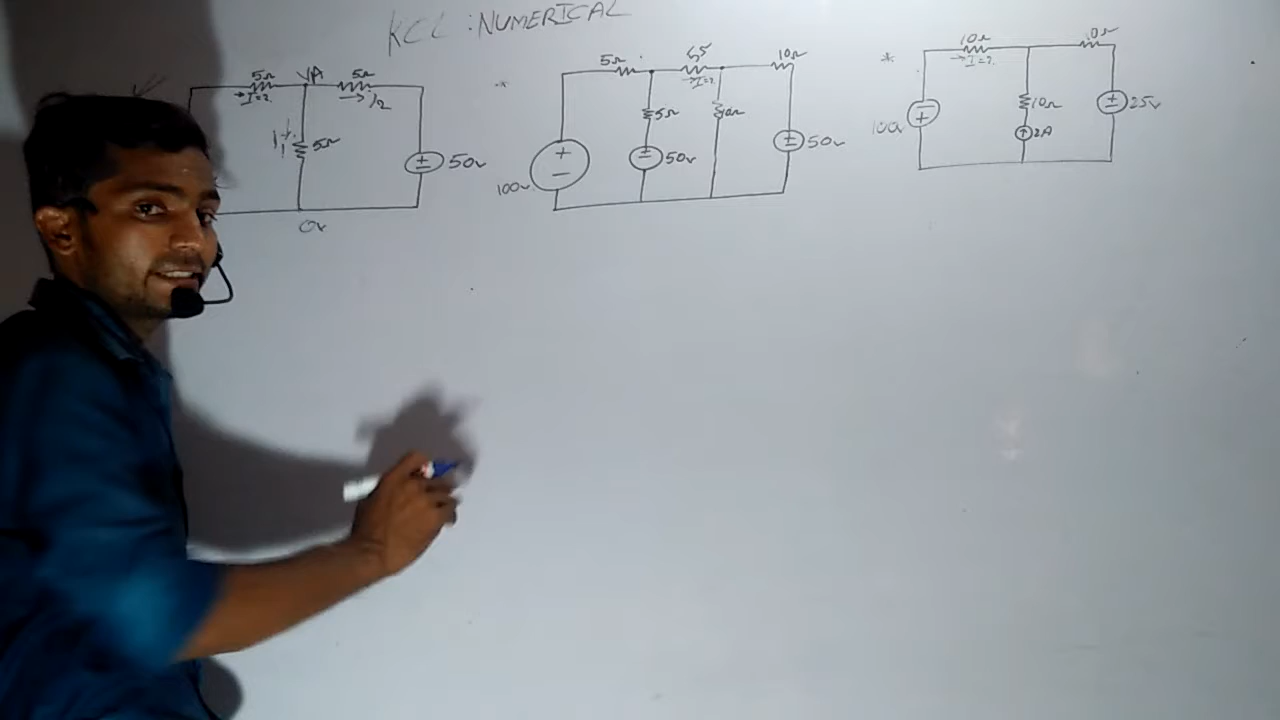 KCL : NUMERICAL
5Ω VA 5Ω
I=? I2
I1 5Ω
+
-
50v
0v
*
5Ω 5Ω 10Ω
I=?
5Ω 10Ω
+
-
100v
+
-
50v
+
-
50v
*
10Ω 10Ω
I=?
10Ω
2A
-
+
100v
+
-
25v